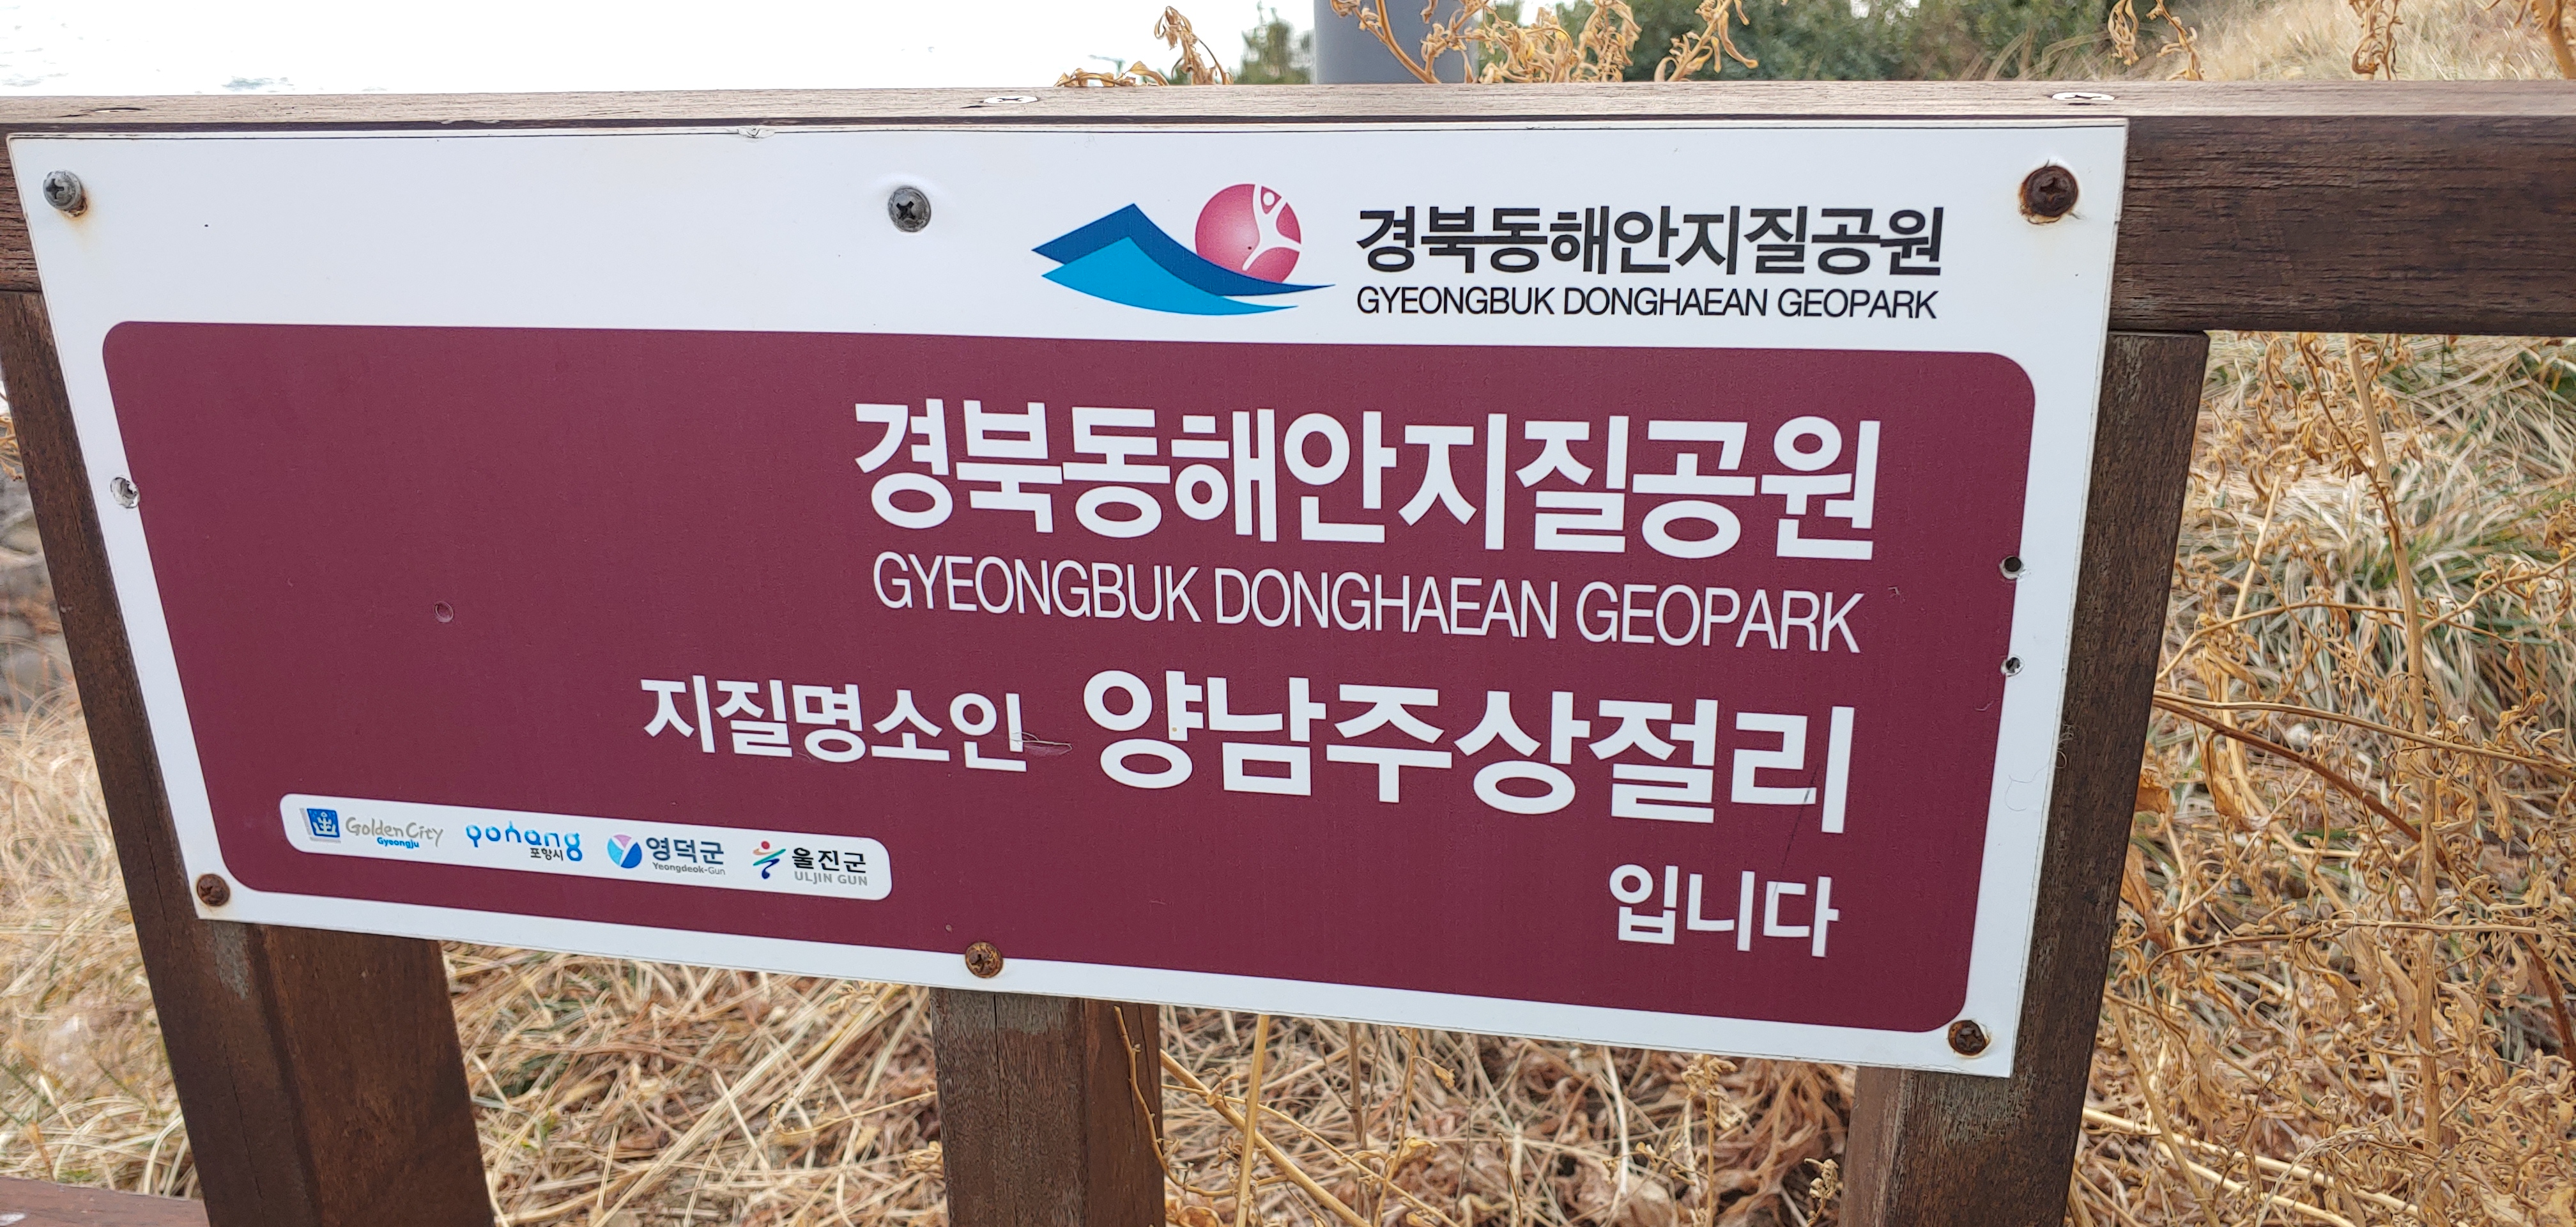 경북동해안지질공원
GYEONGBUK DONGHAEAN GEOPARK
경북동해안지질공원
GYEONGBUK DONGHAEAN GEOPARK
지질명소인 양남주상절리
입니다
Golden City
Gyeongju
pohang
포항시
영덕군
Yeongdeok-Gun
울진군
ULJIN GUN